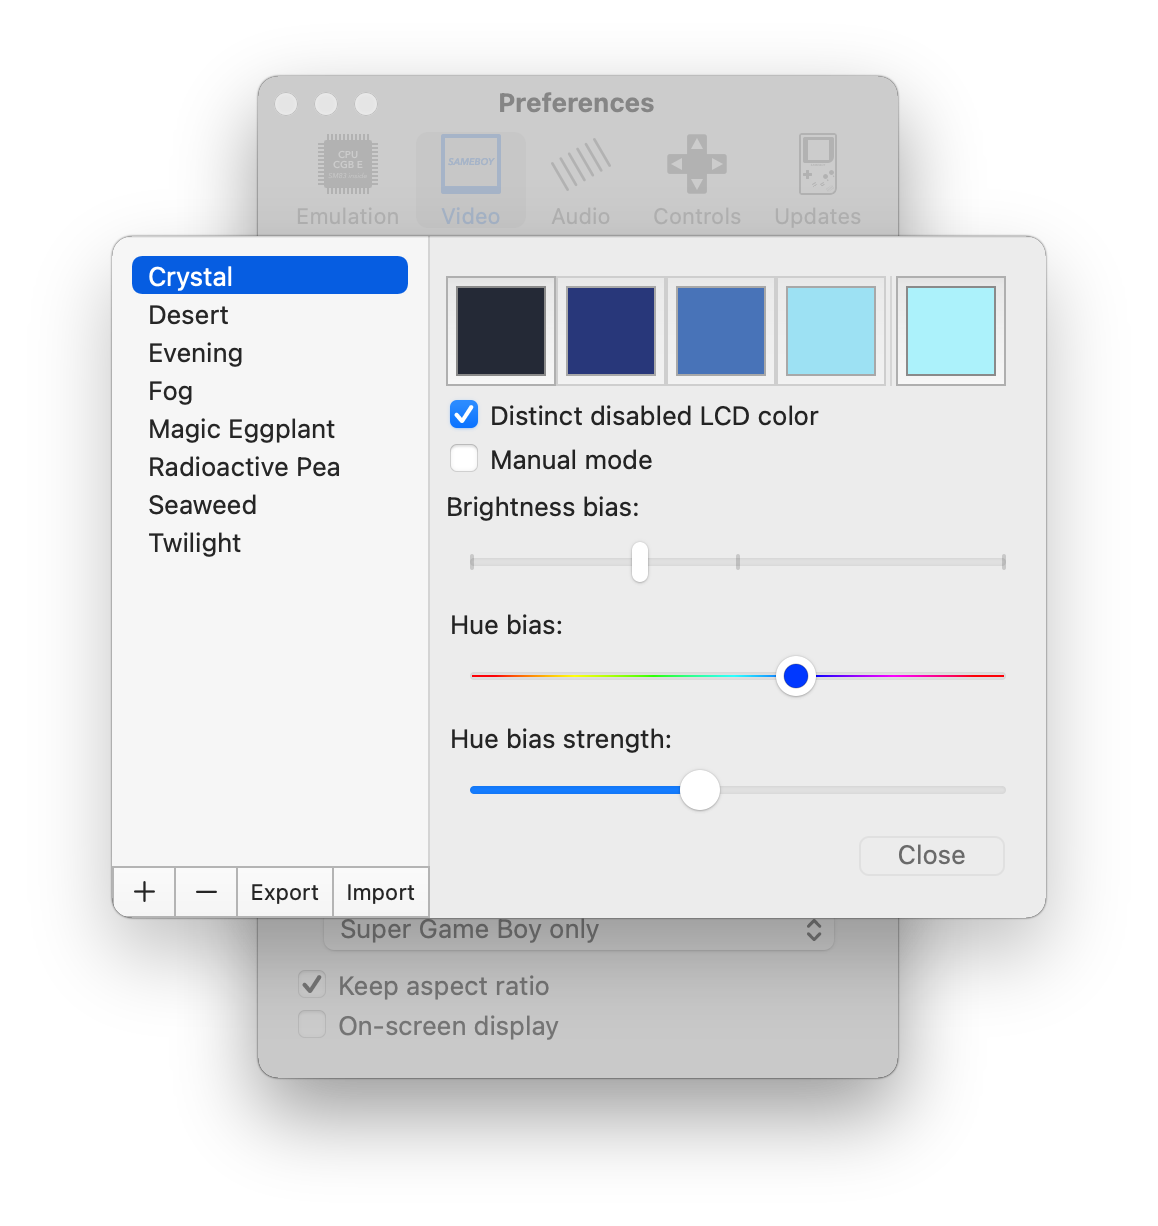 Preferences
CPU
CGB E
SAMEBOY
Emulation
Video
Audio
Controls
Updates
Crystal
Desert
Evening
Fog
Magic Eggplant
Radioactive Pea
Seaweed
Twilight
Distinct disabled LCD color
Manual mode
Brightness bias:
Hue bias:
Hue bias strength:
Close
+ − Export Import
Super Game Boy only
Keep aspect ratio
On-screen display